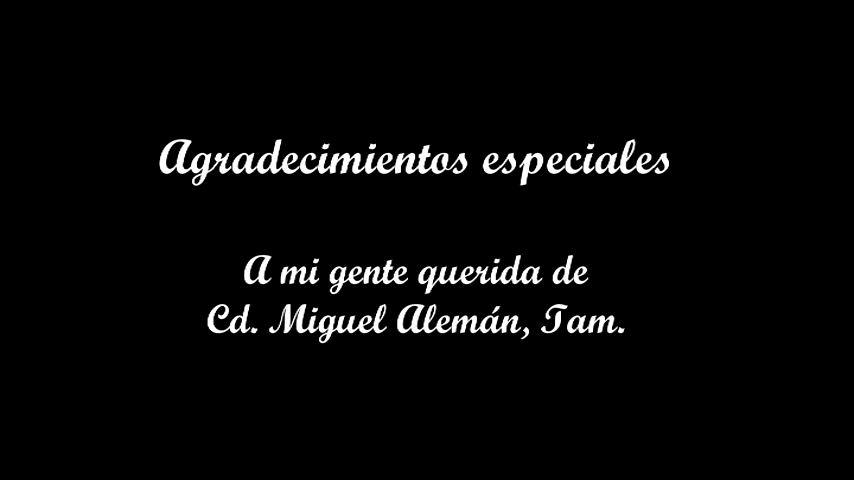 Agradecimientos especiales
A mi gente querida de
Cd. Miguel Alemán, Tam.